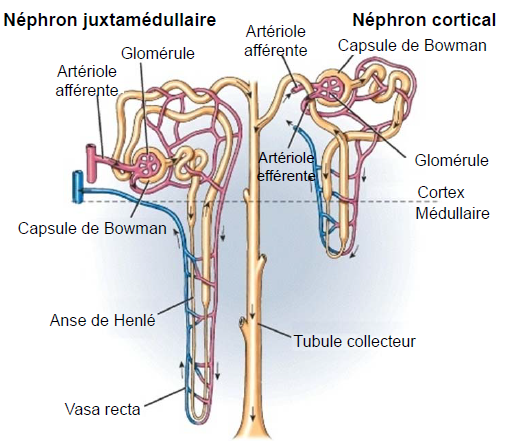 Néphron juxtamédullaire
Néphron cortical
Artériole
afférente
Capsule de Bowman
Glomérule
Artériole
afférente
Artériole
efférente
Glomérule
Cortex
Médullaire
Capsule de Bowman
Anse de Henlé
Tubule collecteur
Vasa recta